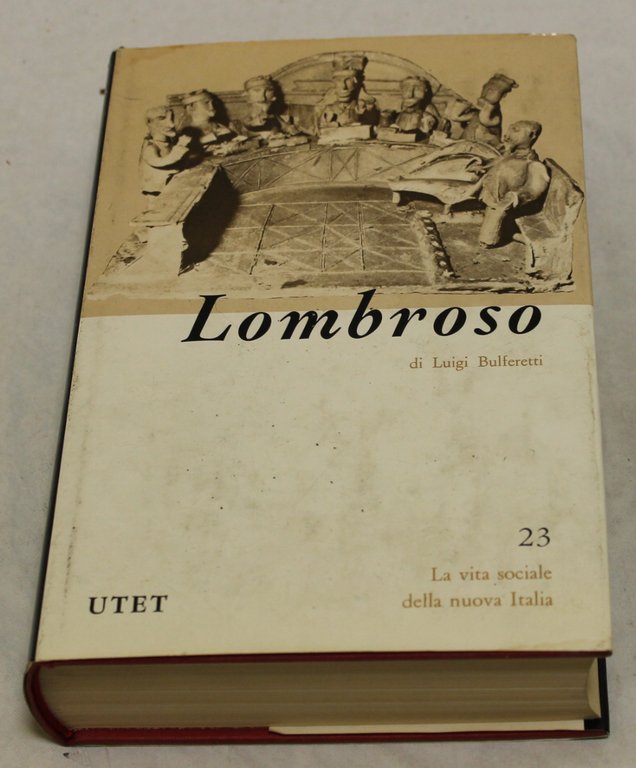 Lombroso
di Luigi Bulferetti
23
La vita sociale
della nuova Italia
UTET